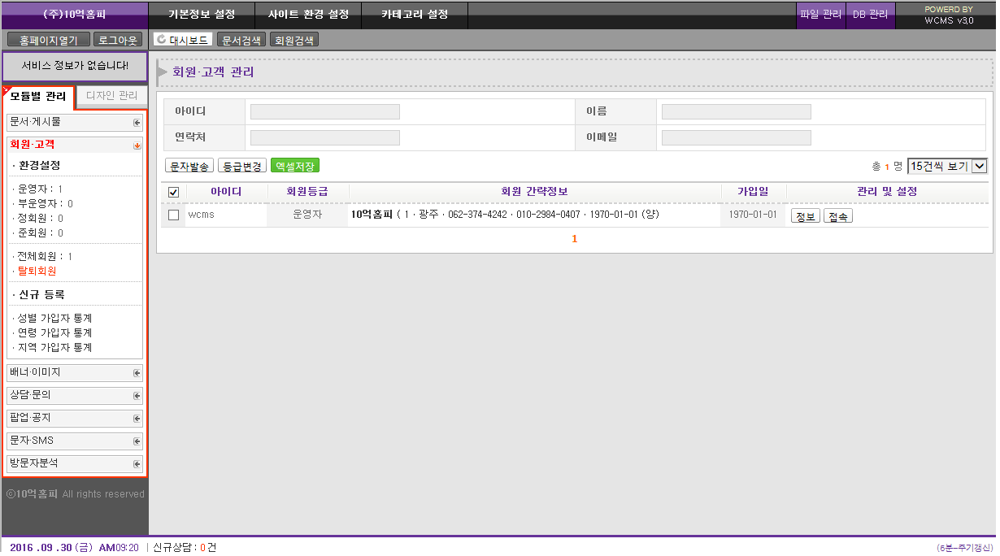 (주)10억홈피 기본정보 설정 사이트 환경 설정 카테고리 설정 파일 관리 DB 관리 POWERD BY
WCMS v3.0
홈페이지열기 로그아웃 대시보드 문서검색 회원검색
서비스 정보가 없습니다!
모듈별 관리 디자인 관리
문서·게시물
회원·고객
· 환경설정
· 운영자 : 1
· 부운영자 : 0
· 정회원 : 0
· 준회원 : 0
· 전체회원 : 1
· 탈퇴회원
· 신규 등록
· 성별 가입자 통계
· 연령 가입자 통계
· 지역 가입자 통계
배너·이미지
상담·문의
팝업·공지
문자·SMS
방문자분석
ⓒ10억홈피 All rights reserved
회원·고객 관리
아이디 이름
연락처 이메일
문자발송 등급변경 엑셀저장 총 1 명 15건씩 보기
아이디 회원등급 회원 간략정보 가입일 관리 및 설정
wcms 운영자 10억홈피 ( 1 · 광주 · 062-374-4242 · 010-2984-0407 · 1970-01-01 (양) 1970-01-01 정보 접속
1
2016 .09 .30 (금) AM09:20 | 신규상담 : 0 건 (6분-주기갱신)